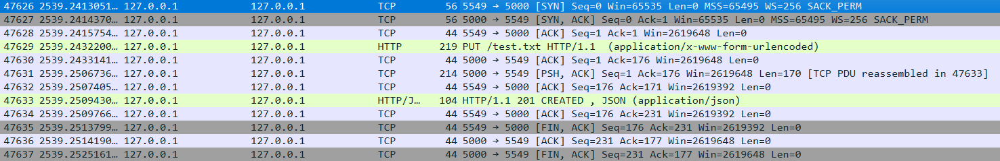 47626 2539.2413051… 127.0.0.1 127.0.0.1 TCP 56 5549 → 5000 [SYN] Seq=0 Win=65535 Len=0 MSS=65495 WS=256 SACK_PERM
47627 2539.2414370… 127.0.0.1 127.0.0.1 TCP 56 5000 → 5549 [SYN, ACK] Seq=0 Ack=1 Win=65535 Len=0 MSS=65495 WS=256 SACK_PERM
47628 2539.2415754… 127.0.0.1 127.0.0.1 TCP 44 5549 → 5000 [ACK] Seq=1 Ack=1 Win=2619648 Len=0
47629 2539.2432200… 127.0.0.1 127.0.0.1 HTTP 219 PUT /test.txt HTTP/1.1  (application/x-www-form-urlencoded)
47630 2539.2433141… 127.0.0.1 127.0.0.1 TCP 44 5000 → 5549 [ACK] Seq=1 Ack=176 Win=2619648 Len=0
47631 2539.2506736… 127.0.0.1 127.0.0.1 TCP 214 5000 → 5549 [PSH, ACK] Seq=1 Ack=176 Win=2619648 Len=170 [TCP PDU reassembled in 47633]
47632 2539.2507405… 127.0.0.1 127.0.0.1 TCP 44 5549 → 5000 [ACK] Seq=176 Ack=171 Win=2619392 Len=0
47633 2539.2509430… 127.0.0.1 127.0.0.1 HTTP/J… 104 HTTP/1.1 201 CREATED , JSON (application/json)
47634 2539.2509766… 127.0.0.1 127.0.0.1 TCP 44 5549 → 5000 [ACK] Seq=176 Ack=231 Win=2619392 Len=0
47635 2539.2513799… 127.0.0.1 127.0.0.1 TCP 44 5549 → 5000 [FIN, ACK] Seq=176 Ack=231 Win=2619392 Len=0
47636 2539.2514190… 127.0.0.1 127.0.0.1 TCP 44 5000 → 5549 [ACK] Seq=231 Ack=177 Win=2619648 Len=0
47637 2539.2525161… 127.0.0.1 127.0.0.1 TCP 44 5000 → 5549 [FIN, ACK] Seq=231 Ack=177 Win=2619648 Len=0